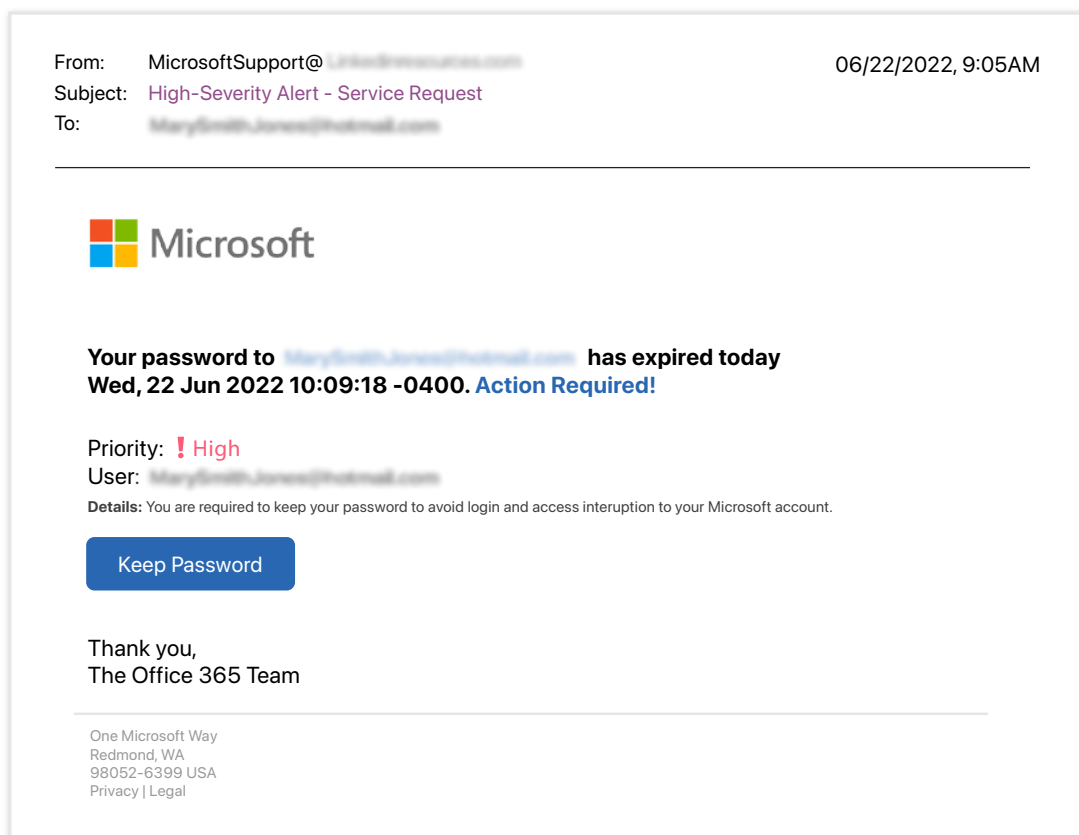 From: MicrosoftSupport@
06/22/2022, 9:05AM
Subject: High-Severity Alert - Service Request
To:
Microsoft
Your password to has expired today
Wed, 22 Jun 2022 10:09:18 -0400. Action Required!
Priority: ! High
User:
Details: You are required to keep your password to avoid login and access interuption to your Microsoft account.
Keep Password
Thank you,
The Office 365 Team
One Microsoft Way
Redmond, WA
98052-6399 USA
Privacy | Legal